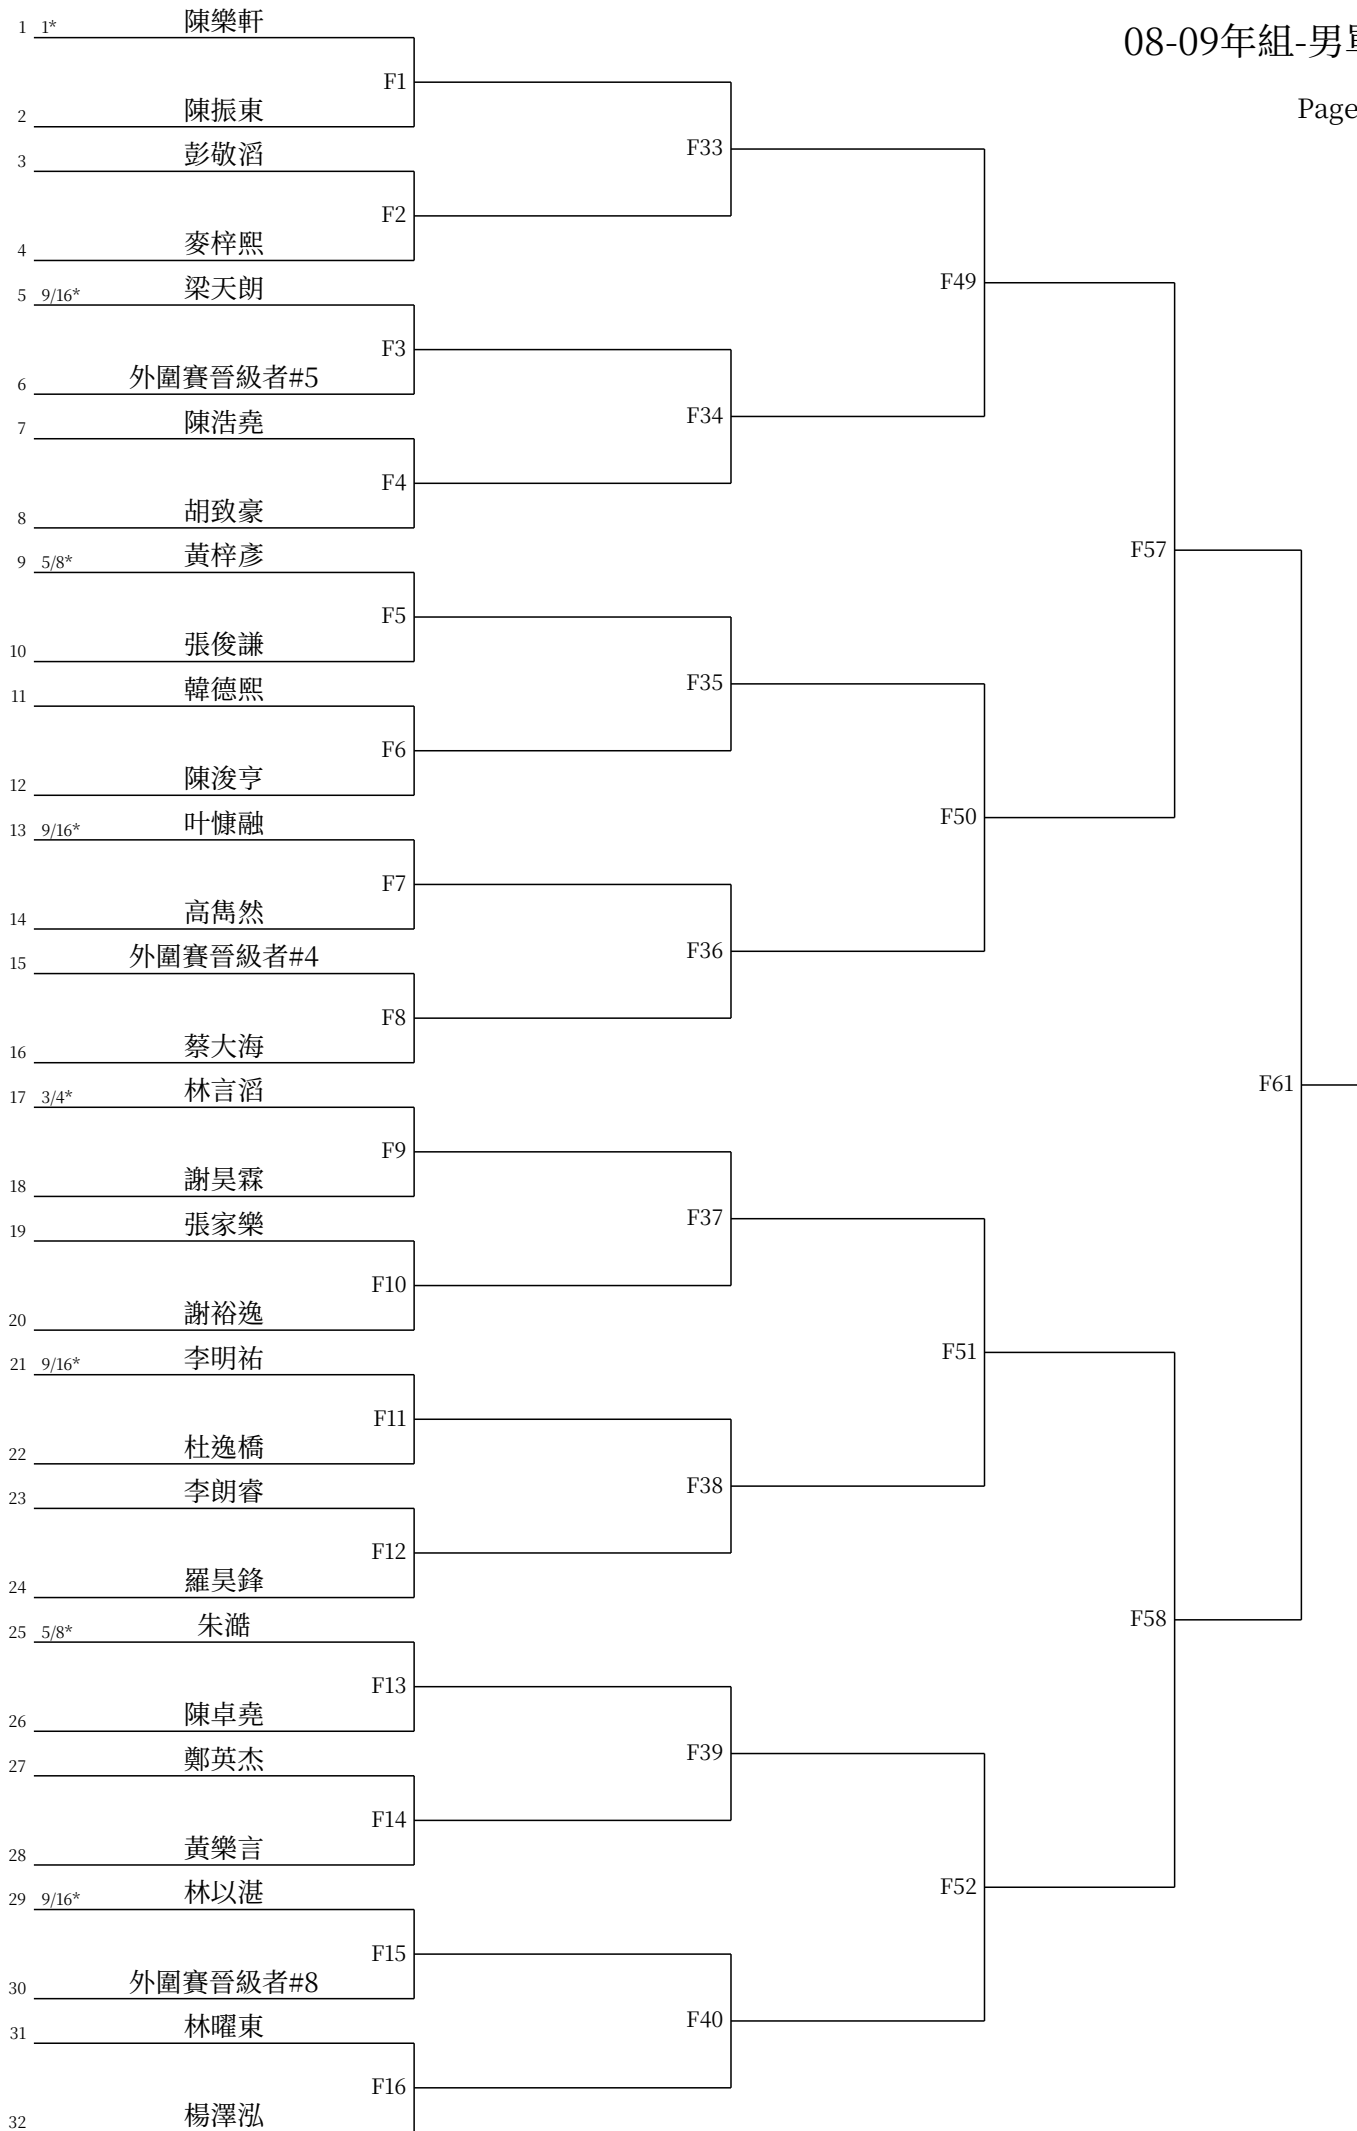 08-09年組-男單
Page
1 1* 陳樂軒
F1
2 陳振東
3 彭敬滔
F2
4 麥梓熙
5 9/16* 梁天朗
F3
6 外圍賽晉級者#5
7 陳浩堯
F4
8 胡致豪
9 5/8* 黃梓彥
F5
10 張俊謙
11 韓德熙
F6
12 陳浚亨
13 9/16* 叶慷融
F7
14 高雋然
15 外圍賽晉級者#4
F8
16 蔡大海
17 3/4* 林言滔
F9
18 謝昊霖
19 張家樂
F10
20 謝裕逸
21 9/16* 李明祐
F11
22 杜逸橋
23 李朗睿
F12
24 羅昊鋒
25 5/8* 朱澔
F13
26 陳卓堯
27 鄭英杰
F14
28 黃樂言
29 9/16* 林以湛
F15
30 外圍賽晉級者#8
31 林曜東
F16
32 楊澤泓
F33
F34
F35
F36
F37
F38
F39
F40
F49
F50
F51
F52
F57
F58
F61